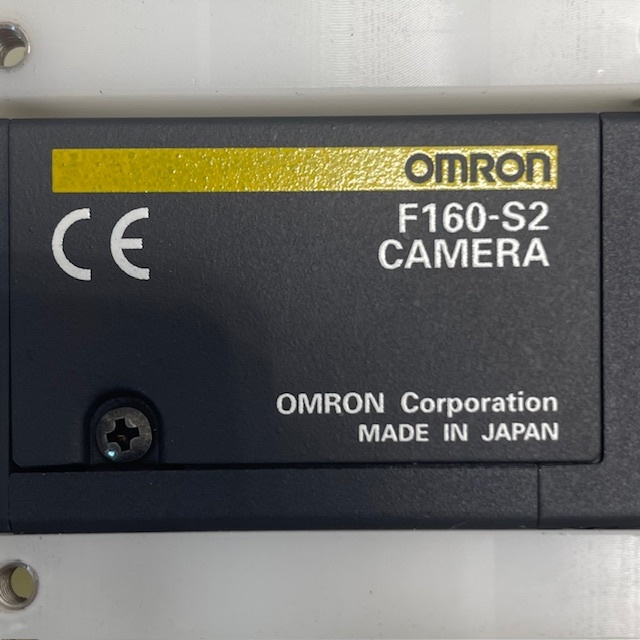 OMRON
CE
F160-S2
CAMERA
OMRON Corporation
MADE IN JAPAN